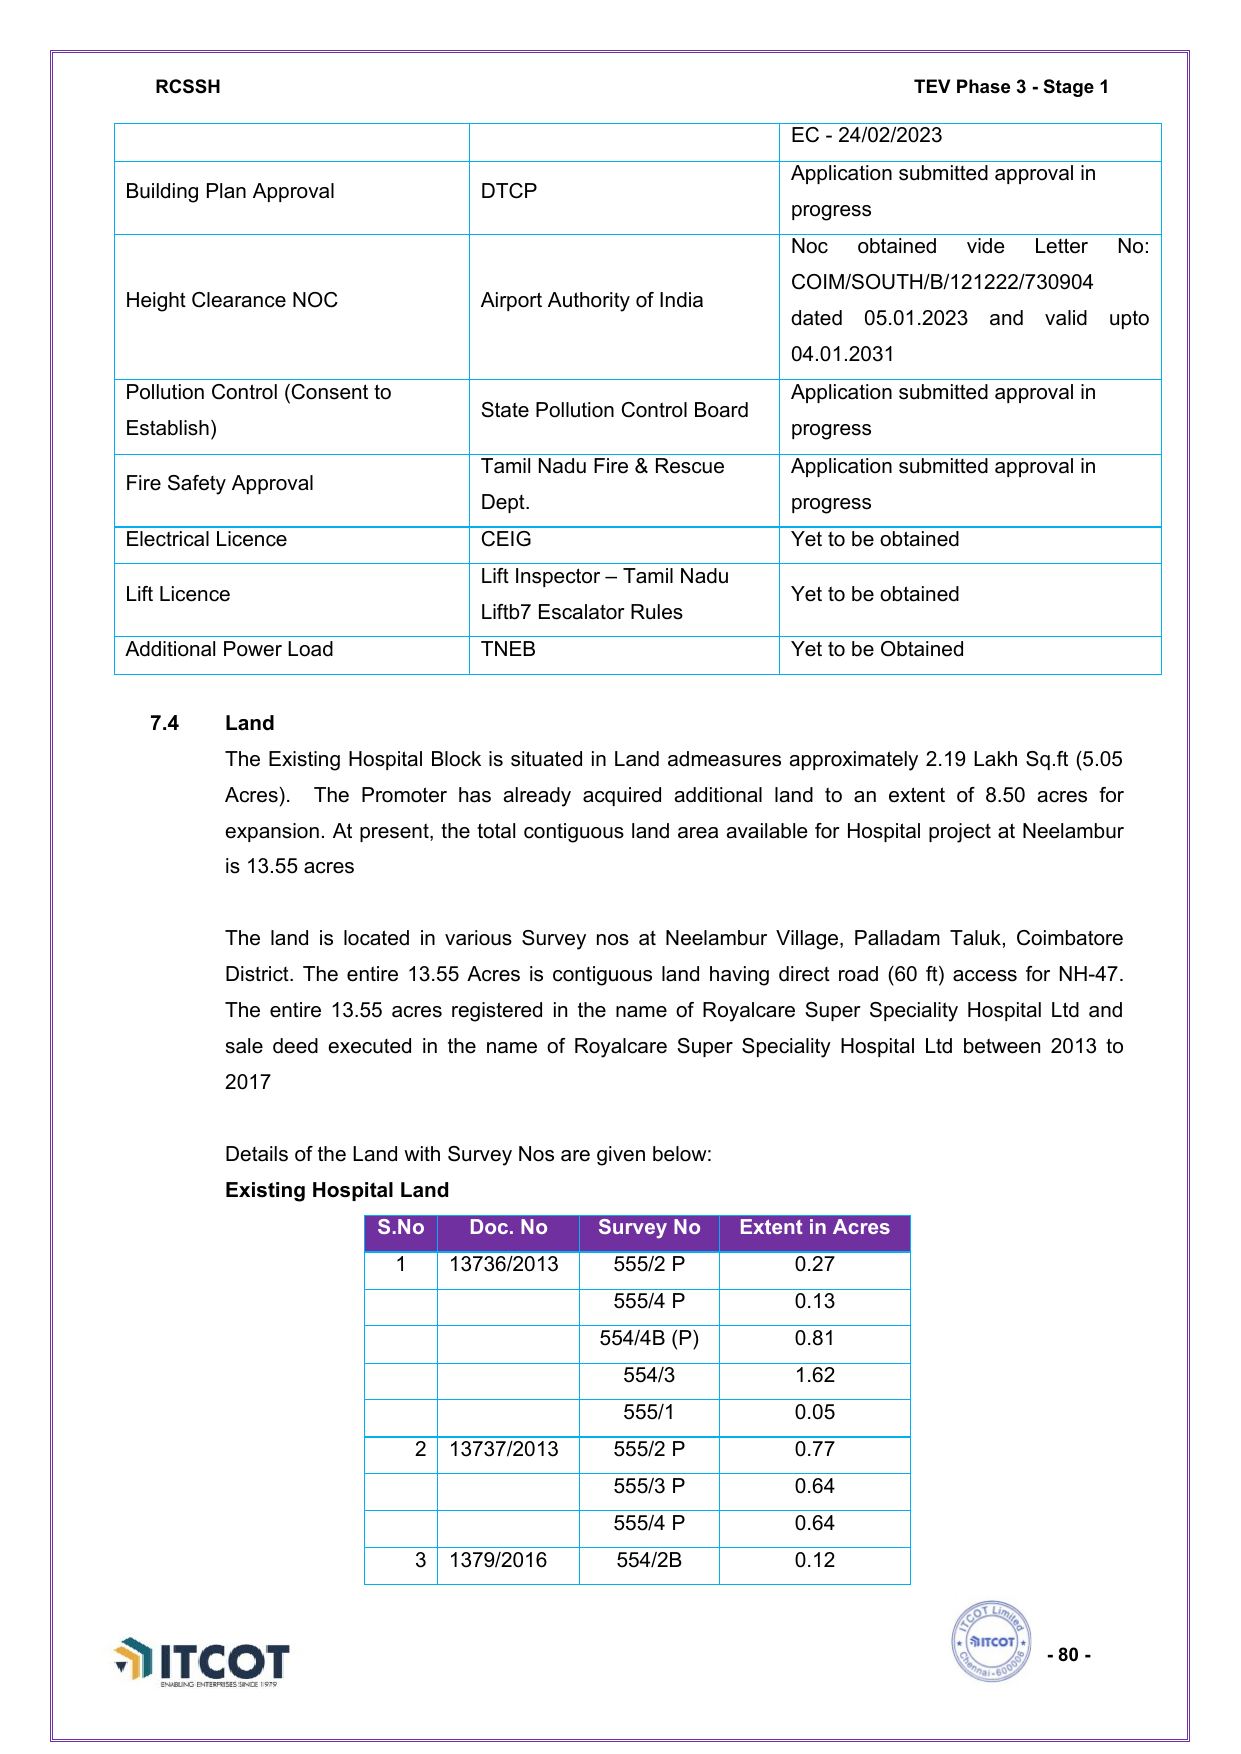 RCSSH TEV Phase 3 - Stage 1
EC - 24/02/2023
Building Plan Approval DTCP Application submitted approval in
progress
Height Clearance NOC Airport Authority of India Noc obtained vide Letter No:
COIM/SOUTH/B/121222/730904
dated 05.01.2023 and valid upto
04.01.2031
Pollution Control (Consent to
Establish) State Pollution Control Board Application submitted approval in
progress
Fire Safety Approval Tamil Nadu Fire & Rescue
Dept. Application submitted approval in
progress
Electrical Licence CEIG Yet to be obtained
Lift Licence Lift Inspector – Tamil Nadu
Liftb7 Escalator Rules Yet to be obtained
Additional Power Load TNEB Yet to be Obtained
7.4 Land
The Existing Hospital Block is situated in Land admeasures approximately 2.19 Lakh Sq.ft (5.05
Acres). The Promoter has already acquired additional land to an extent of 8.50 acres for
expansion. At present, the total contiguous land area available for Hospital project at Neelambur
is 13.55 acres
The land is located in various Survey nos at Neelambur Village, Palladam Taluk, Coimbatore
District. The entire 13.55 Acres is contiguous land having direct road (60 ft) access for NH-47.
The entire 13.55 acres registered in the name of Royalcare Super Speciality Hospital Ltd and
sale deed executed in the name of Royalcare Super Speciality Hospital Ltd between 2013 to
2017
Details of the Land with Survey Nos are given below:
Existing Hospital Land
S.No Doc. No Survey No Extent in Acres
1 13736/2013 555/2 P 0.27
555/4 P 0.13
554/4B (P) 0.81
554/3 1.62
555/1 0.05
2 13737/2013 555/2 P 0.77
555/3 P 0.64
555/4 P 0.64
3 1379/2016 554/2B 0.12
ITCOT
ENABLING ENTERPRISES SINCE 1979
ITCOT Limited
ITCOT
Chennai-600006
- 80 -